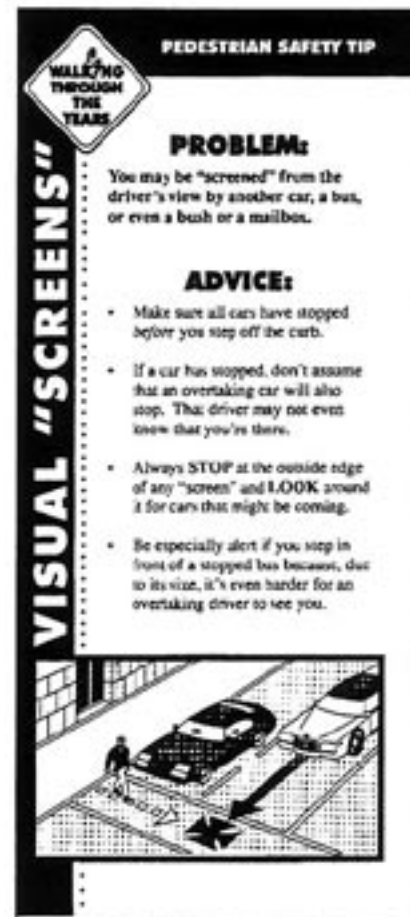 PEDESTRIAN SAFETY TIP
WALKING
THROUGH
THE
TEARS
VISUAL "SCREENS"
PROBLEM:
You may be "screened" from the
driver's view by another car, a bus,
or even a bush or a mailbox.
ADVICE:
• Make sure all cars have stopped
before you step off the curb.
• If a car has stopped, don't assume
that an overtaking car will also
stop. That driver may not even
know that you're there.
• Always STOP at the outside edge
of any "screen" and LOOK around
it for cars that might be coming.
• Be especially alert if you step in
front of a stopped bus because, due
to its size, it's even harder for an
overtaking driver to see you.